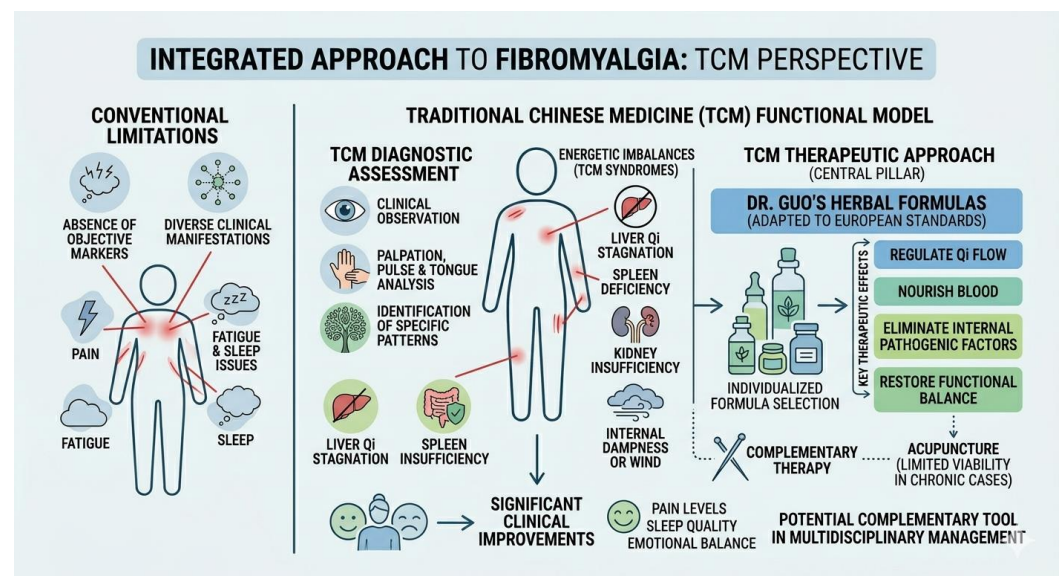 INTEGRATED APPROACH TO FIBROMYALGIA: TCM PERSPECTIVE
CONVENTIONAL
LIMITATIONS
ABSENCE OF
OBJECTIVE
MARKERS
DIVERSE CLINICAL
MANIFESTATIONS
PAIN
zzz
FATIGUE
& SLEEP
ISSUES
FATIGUE
SLEEP
TRADITIONAL CHINESE MEDICINE (TCM) FUNCTIONAL MODEL
TCM DIAGNOSTIC
ASSESSMENT
CLINICAL
OBSERVATION
PALPATION,
PULSE & TONGUE
ANALYSIS
IDENTIFICATION
OF SPECIFIC
PATTERNS
LIVER Qi
STAGNATION
SPLEEN
INSUFFICIENCY
ENERGETIC IMBALANCES
(TCM SYNDROMES)
LIVER Qi
STAGNATION
SPLEEN
DEFICIENCY
KIDNEY
INSUFFICIENCY
INTERNAL
DAMPNESS
OR WIND
TCM THERAPEUTIC APPROACH
(CENTRAL PILLAR)
DR. GUO'S HERBAL FORMULAS
(ADAPTED TO EUROPEAN STANDARDS)
INDIVIDUALIZED
FORMULA SELECTION
KEY THERAPEUTIC EFFECTS
REGULATE Qi FLOW
NOURISH BLOOD
ELIMINATE INTERNAL
PATHOGENIC FACTORS
RESTORE FUNCTIONAL
BALANCE
COMPLEMENTARY
THERAPY
ACUPUNCTURE
(LIMITED VIABILITY
IN CHRONIC CASES)
SIGNIFICANT
CLINICAL
IMPROVEMENTS
PAIN LEVELS
SLEEP QUALITY
EMOTIONAL BALANCE
POTENTIAL COMPLEMENTARY TOOL
IN MULTIDISCIPLINARY MANAGEMENT